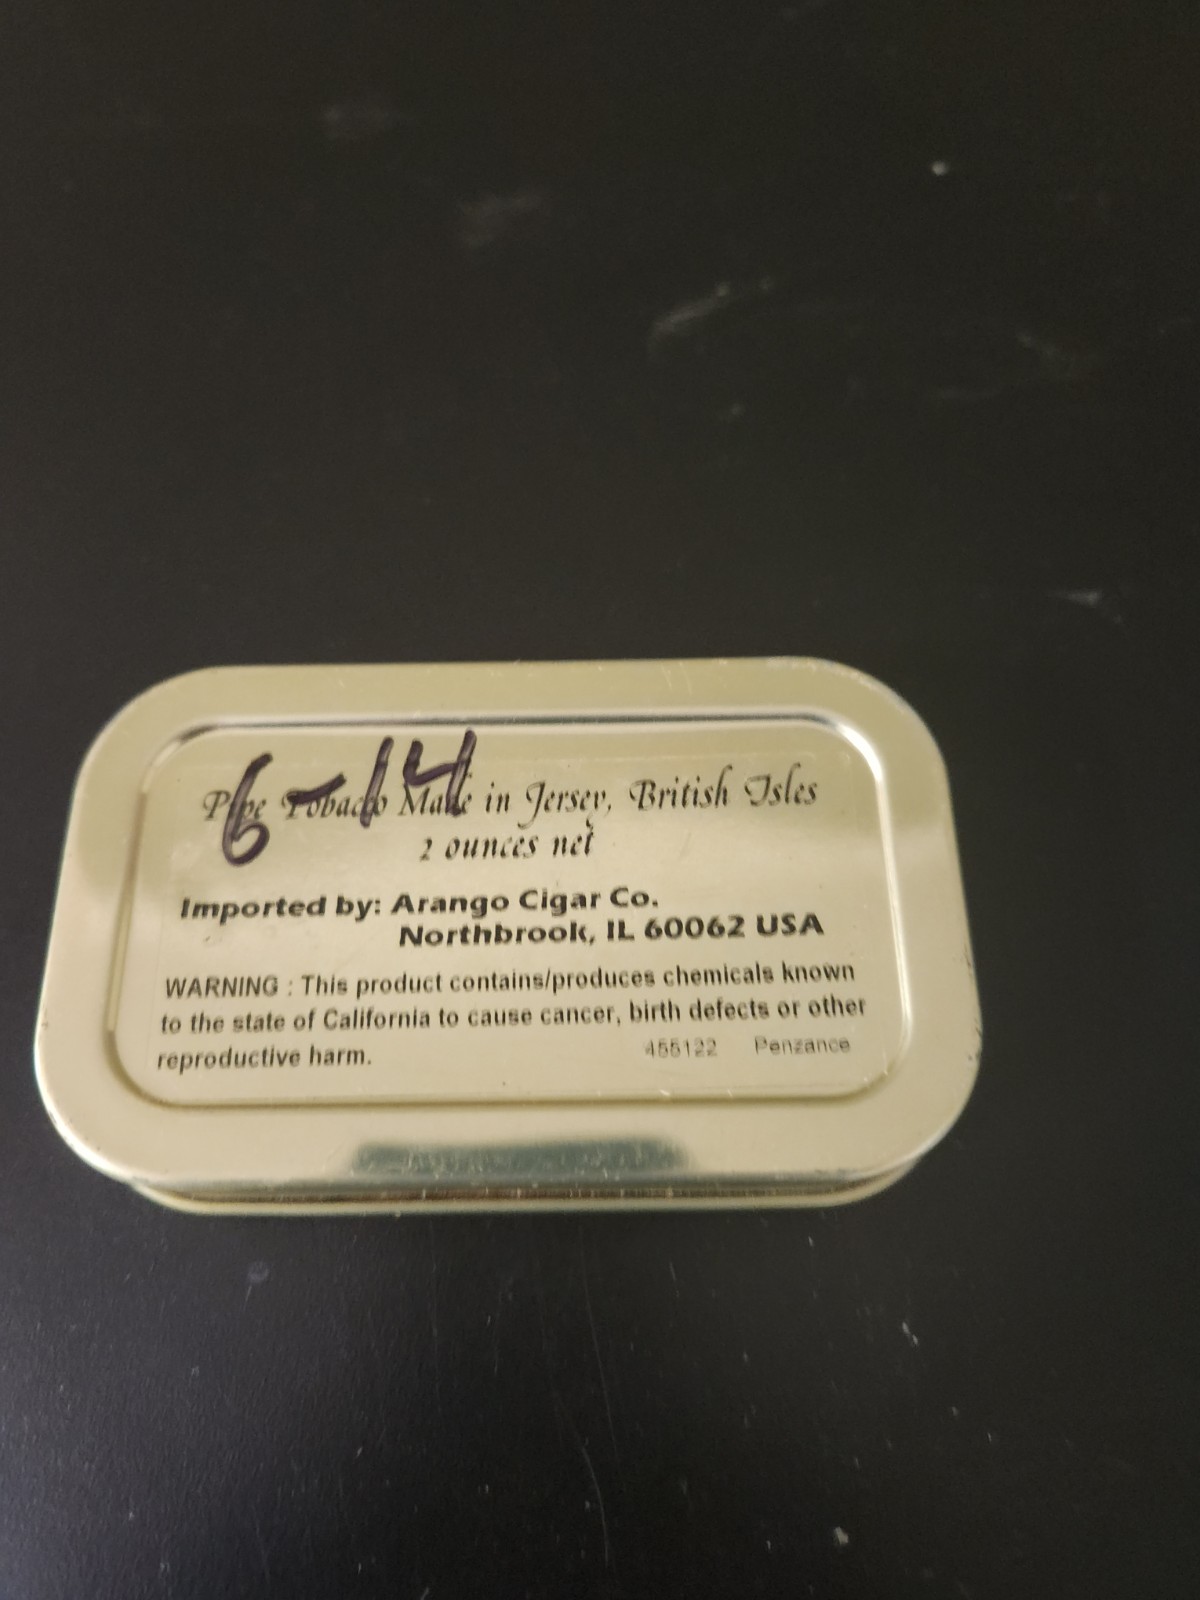 6-14
Pipe Tobacco Made in Jersey, British Isles
2 ounces net
Imported by: Arango Cigar Co.
Northbrook, IL 60062 USA
WARNING : This product contains/produces chemicals known
to the state of California to cause cancer, birth defects or other
reproductive harm. 455122 Penzance